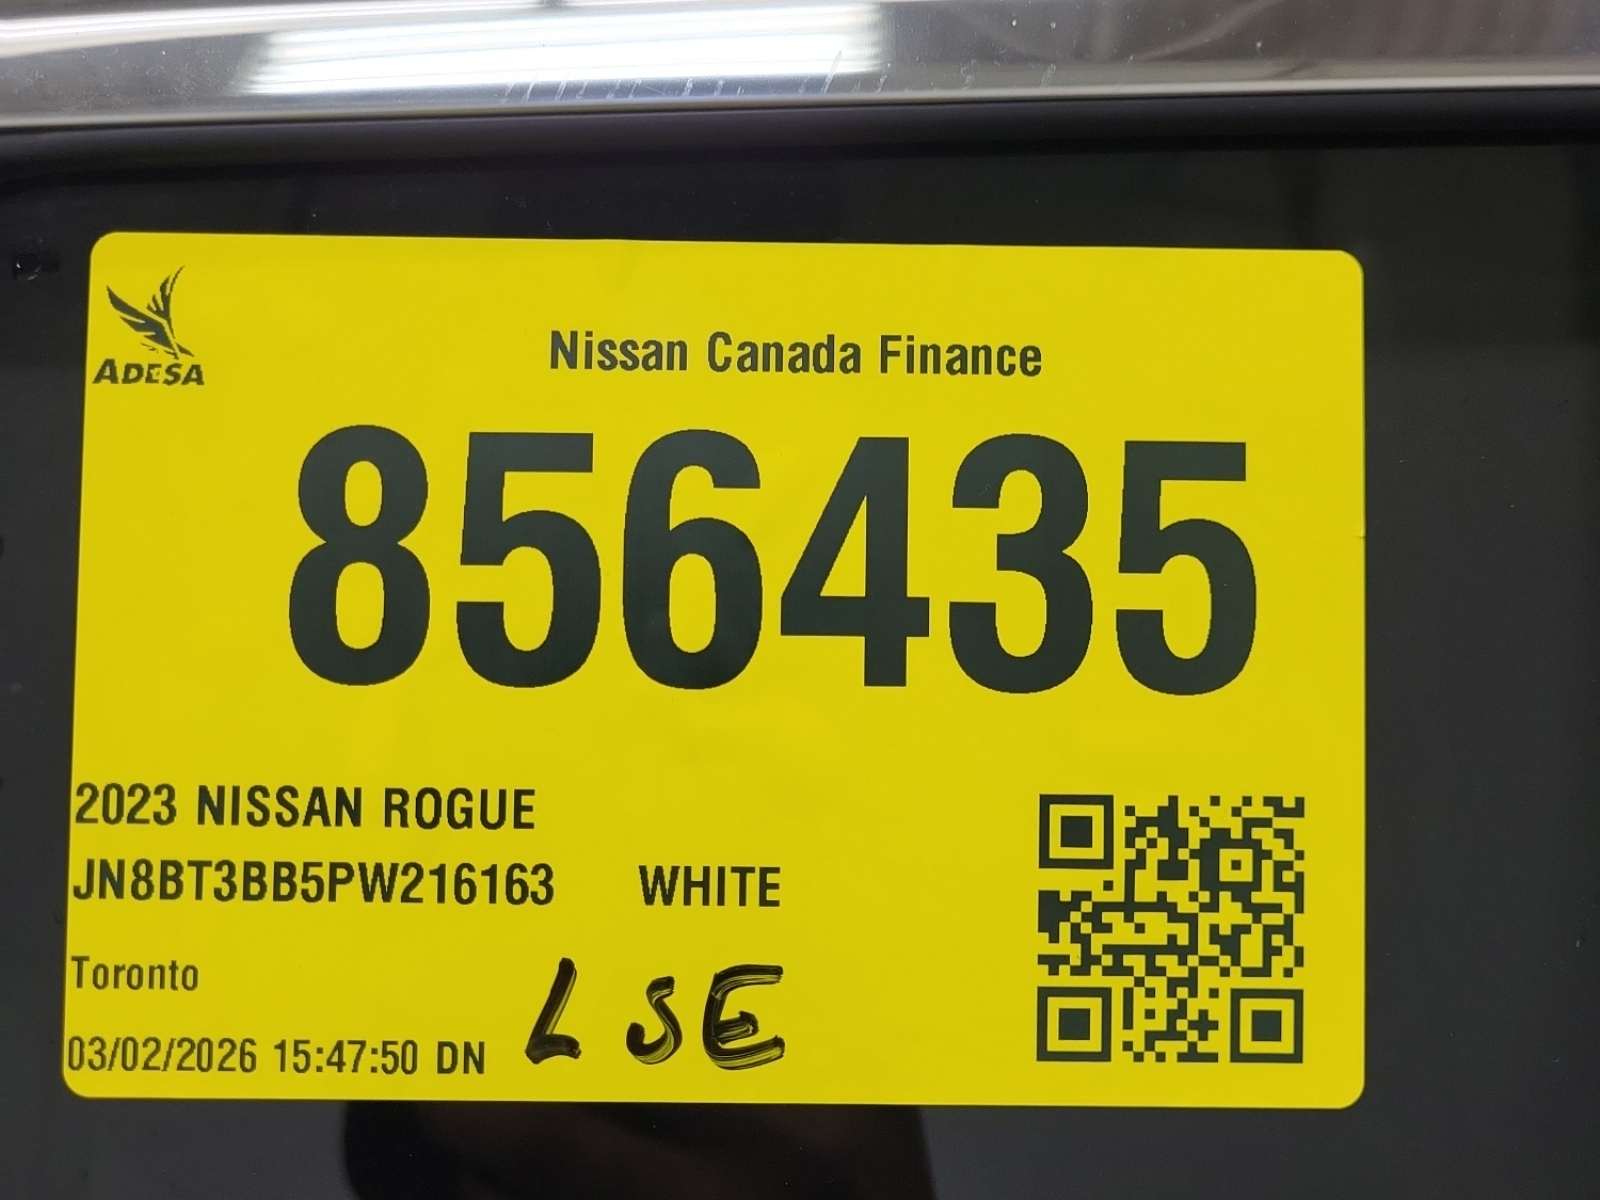 ADESA
Nissan Canada Finance
856435
2023 NISSAN ROGUE
JN8BT3BB5PW216163 WHITE
Toronto
LSE
03/02/2026 15:47:50 DN